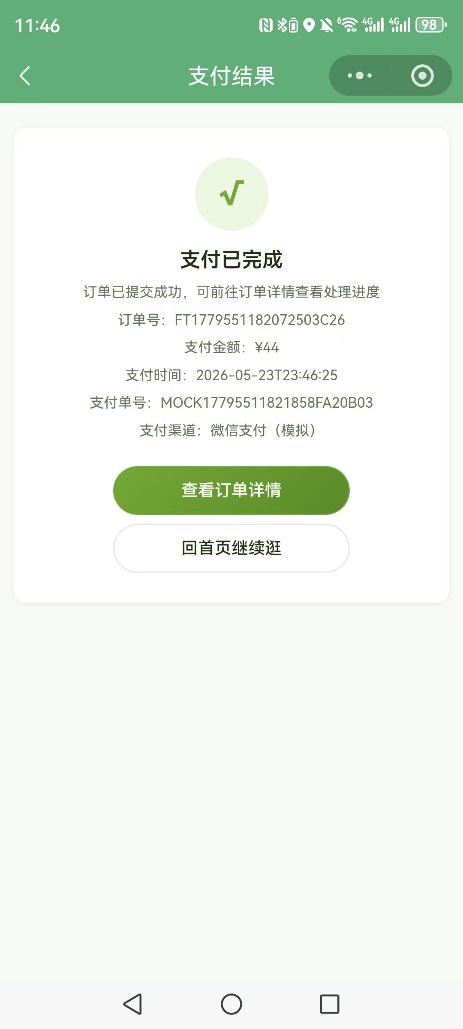 11:46
6 4G 4G 98
支付结果
支付已完成
订单已提交成功，可前往订单详情查看处理进度
订单号：FT1779551182072503C26
支付金额：¥44
支付时间：2026-05-23T23:46:25
支付单号：MOCK17795511821858FA20B03
支付渠道：微信支付（模拟）
查看订单详情
回首页继续逛